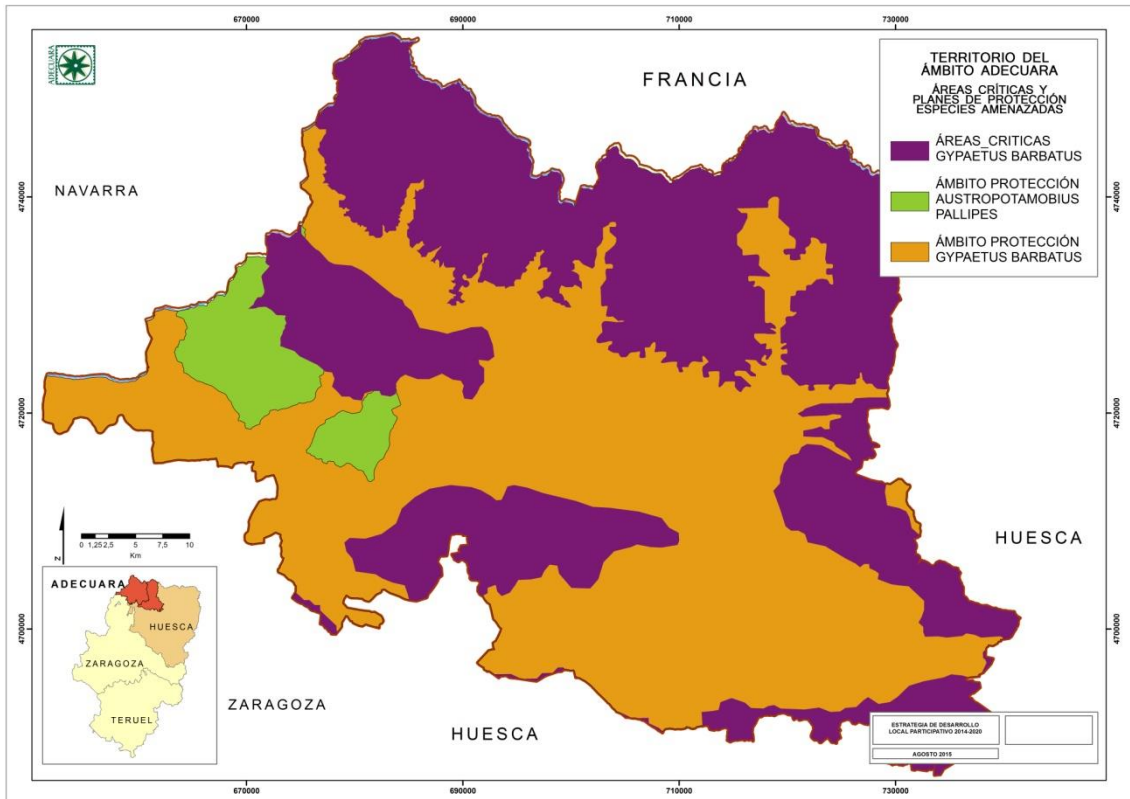 670000
690000
710000
730000
ADECUARA
FRANCIA
NAVARRA
TERRITORIO DEL
ÁMBITO ADECUARA
ÁREAS CRÍTICAS Y
PLANES DE PROTECCIÓN
ESPECIES AMENAZADAS
ÁREAS_CRITICAS
GYPAETUS BARBATUS
ÁMBITO PROTECCIÓN
AUSTROPOTAMOBIUS
PALLIPES
ÁMBITO PROTECCIÓN
GYPAETUS BARBATUS
4740000
4740000
4720000
4720000
4700000
4700000
N
0 1,25 2,5 5 7,5 10
Km
HUESCA
ADECUARA
HUESCA
ZARAGOZA
TERUEL
ZARAGOZA
HUESCA
ESTRATEGIA DE DESARROLLO
LOCAL PARTICIPATIVO 2014-2020
AGOSTO 2015
670000
690000
710000
730000